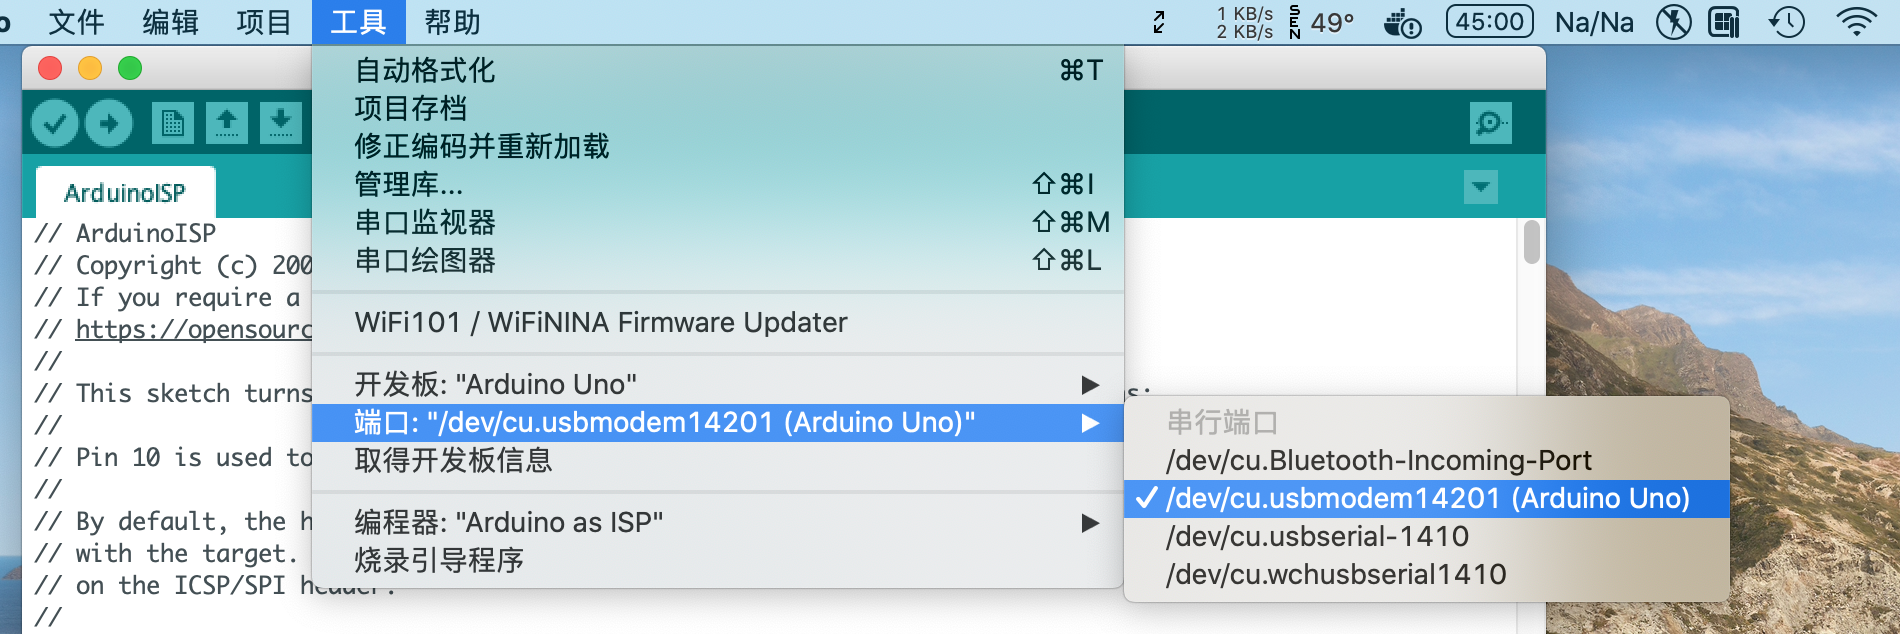 o 文件 编辑 项目 工具 帮助 1 KB/s 2 KB/s SEN 49° 45:00 Na/Na
自动格式化 ⌘T
项目存档
修正编码并重新加载
管理库... ⇧⌘I
串口监视器 ⇧⌘M
串口绘图器 ⇧⌘L
WiFi101 / WiFiNINA Firmware Updater
开发板: "Arduino Uno"
端口: "/dev/cu.usbmodem14201 (Arduino Uno)"
取得开发板信息
编程器: "Arduino as ISP"
烧录引导程序
串行端口
/dev/cu.Bluetooth-Incoming-Port
✓ /dev/cu.usbmodem14201 (Arduino Uno)
/dev/cu.usbserial-1410
/dev/cu.wchusbserial1410
ArduinoISP
// ArduinoISP
// Copyright (c) 200
// If you require a
// https://opensourc
//
// This sketch turns s:
//
// Pin 10 is used to
//
// By default, the h
// with the target.
// on the ICSP/SPI header.
//